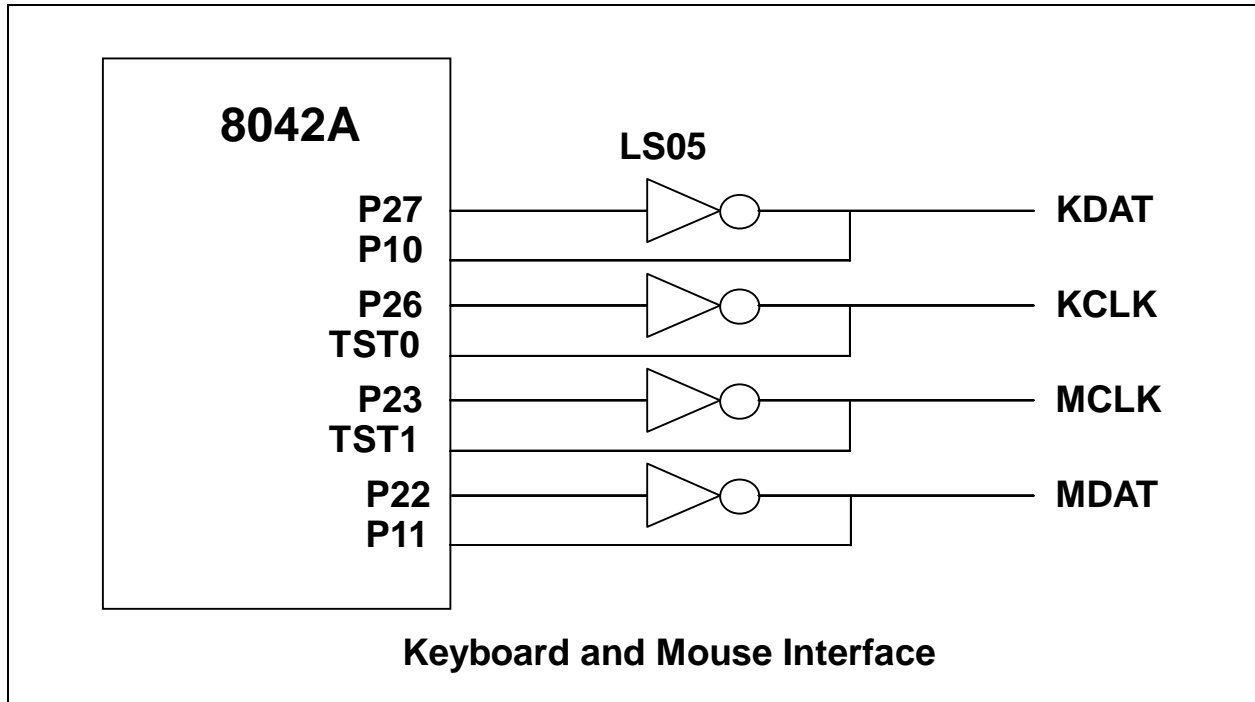 8042A
LS05
P27
KDAT
P10
P26
KCLK
TST0
P23
MCLK
TST1
P22
MDAT
P11
Keyboard and Mouse Interface